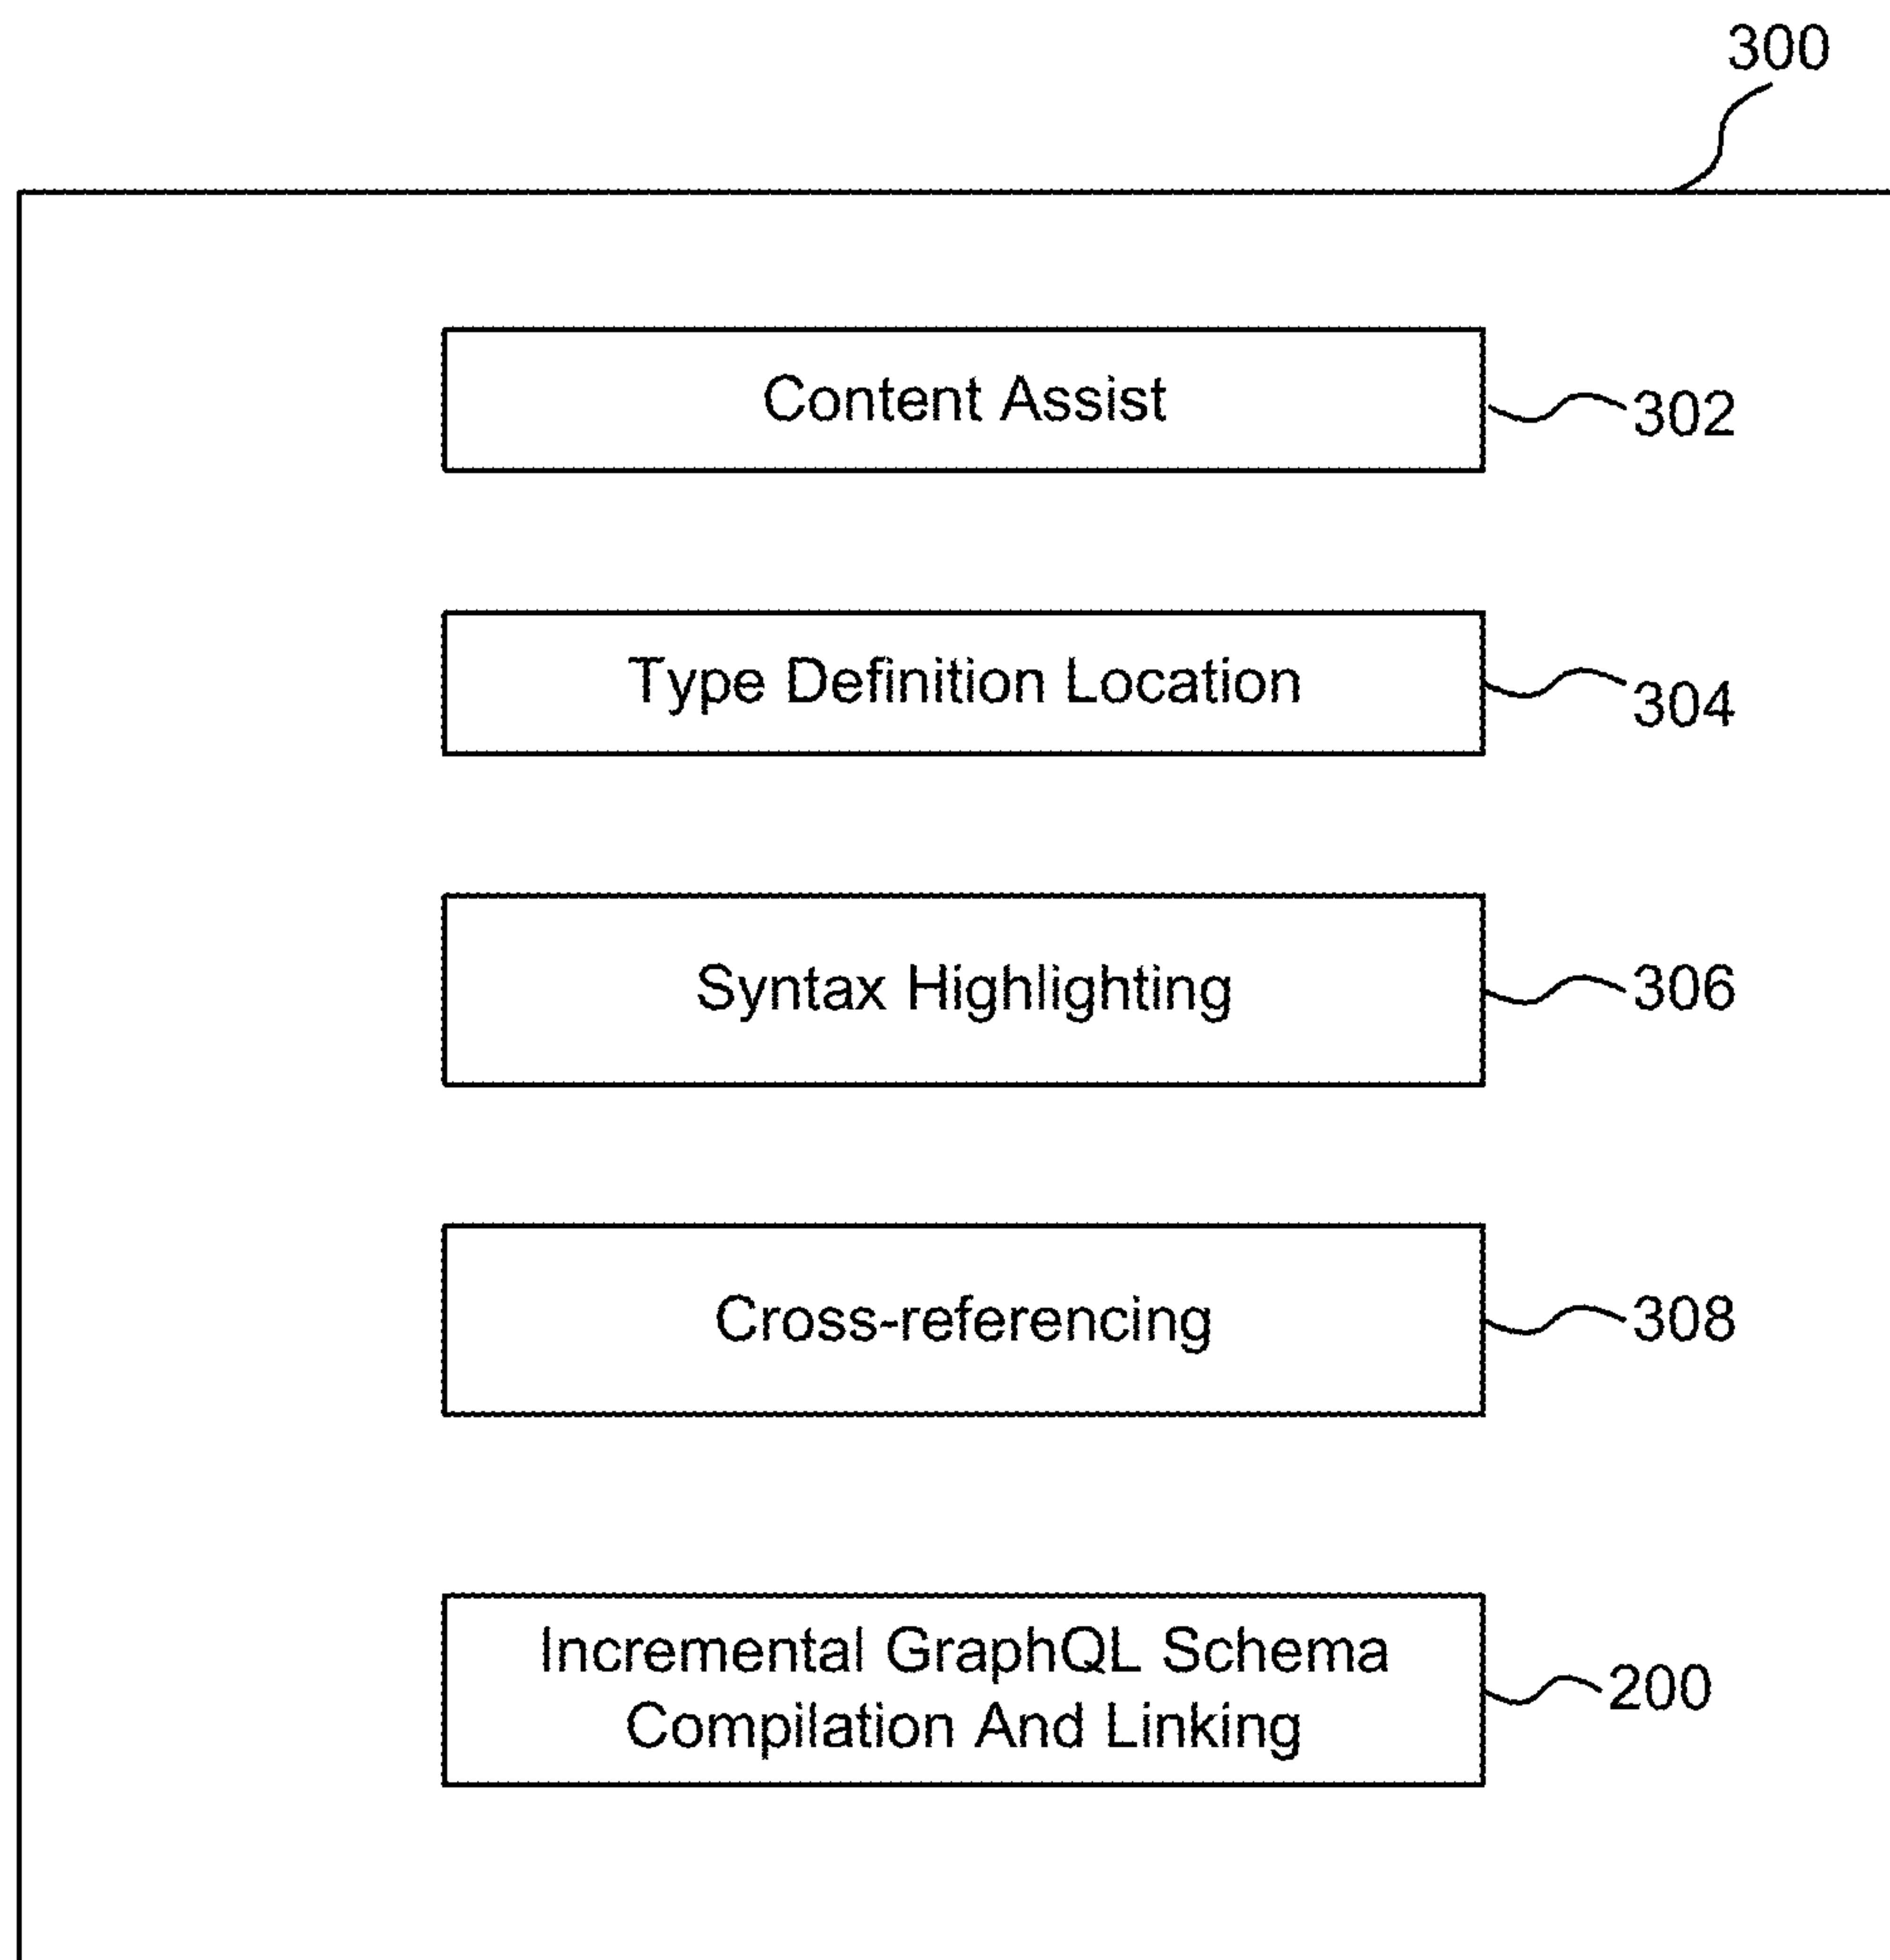 300
Content Assist
302
Type Definition Location
304
Syntax Highlighting
306
Cross-referencing
308
Incremental GraphQL Schema
Compilation And Linking
200